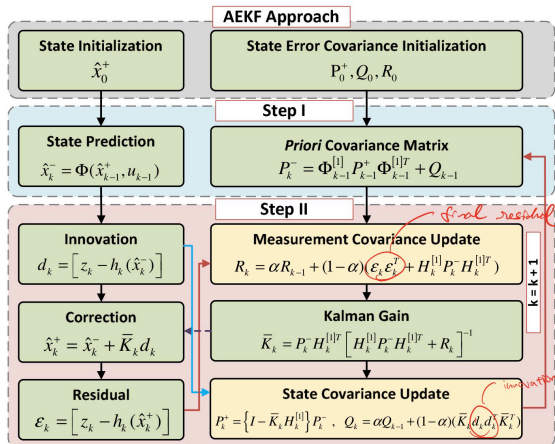 AEKF Approach
State Initialization
x̂₀⁺
State Error Covariance Initialization
P₀⁺, Q₀, R₀
Step I
State Prediction
x̂ₖ⁻ = Φ(x̂ₖ₋₁⁺, uₖ₋₁)
Priori Covariance Matrix
Pₖ⁻ = Φₖ₋₁^[1] Pₖ₋₁⁺ Φₖ₋₁^[1]T + Qₖ₋₁
Step II
final residual
Innovation
dₖ = [zₖ − hₖ(x̂ₖ⁻)]
Measurement Covariance Update
Rₖ = αRₖ₋₁ + (1−α)(εₖεₖᵀ + Hₖ^[1] Pₖ⁻ Hₖ^[1]T)
k = k + 1
Correction
x̂ₖ⁺ = x̂ₖ⁻ + K̄ₖdₖ
Kalman Gain
K̄ₖ = Pₖ⁻ Hₖ^[1]T [Hₖ^[1] Pₖ⁻ Hₖ^[1]T + Rₖ]⁻¹
Residual
εₖ = [zₖ − hₖ(x̂ₖ⁺)]
State Covariance Update
innovation
Pₖ⁺ = {I − K̄ₖHₖ^[1]}Pₖ⁻ , Qₖ = αQₖ₋₁ + (1−α)(K̄ₖdₖdₖᵀK̄ₖᵀ)